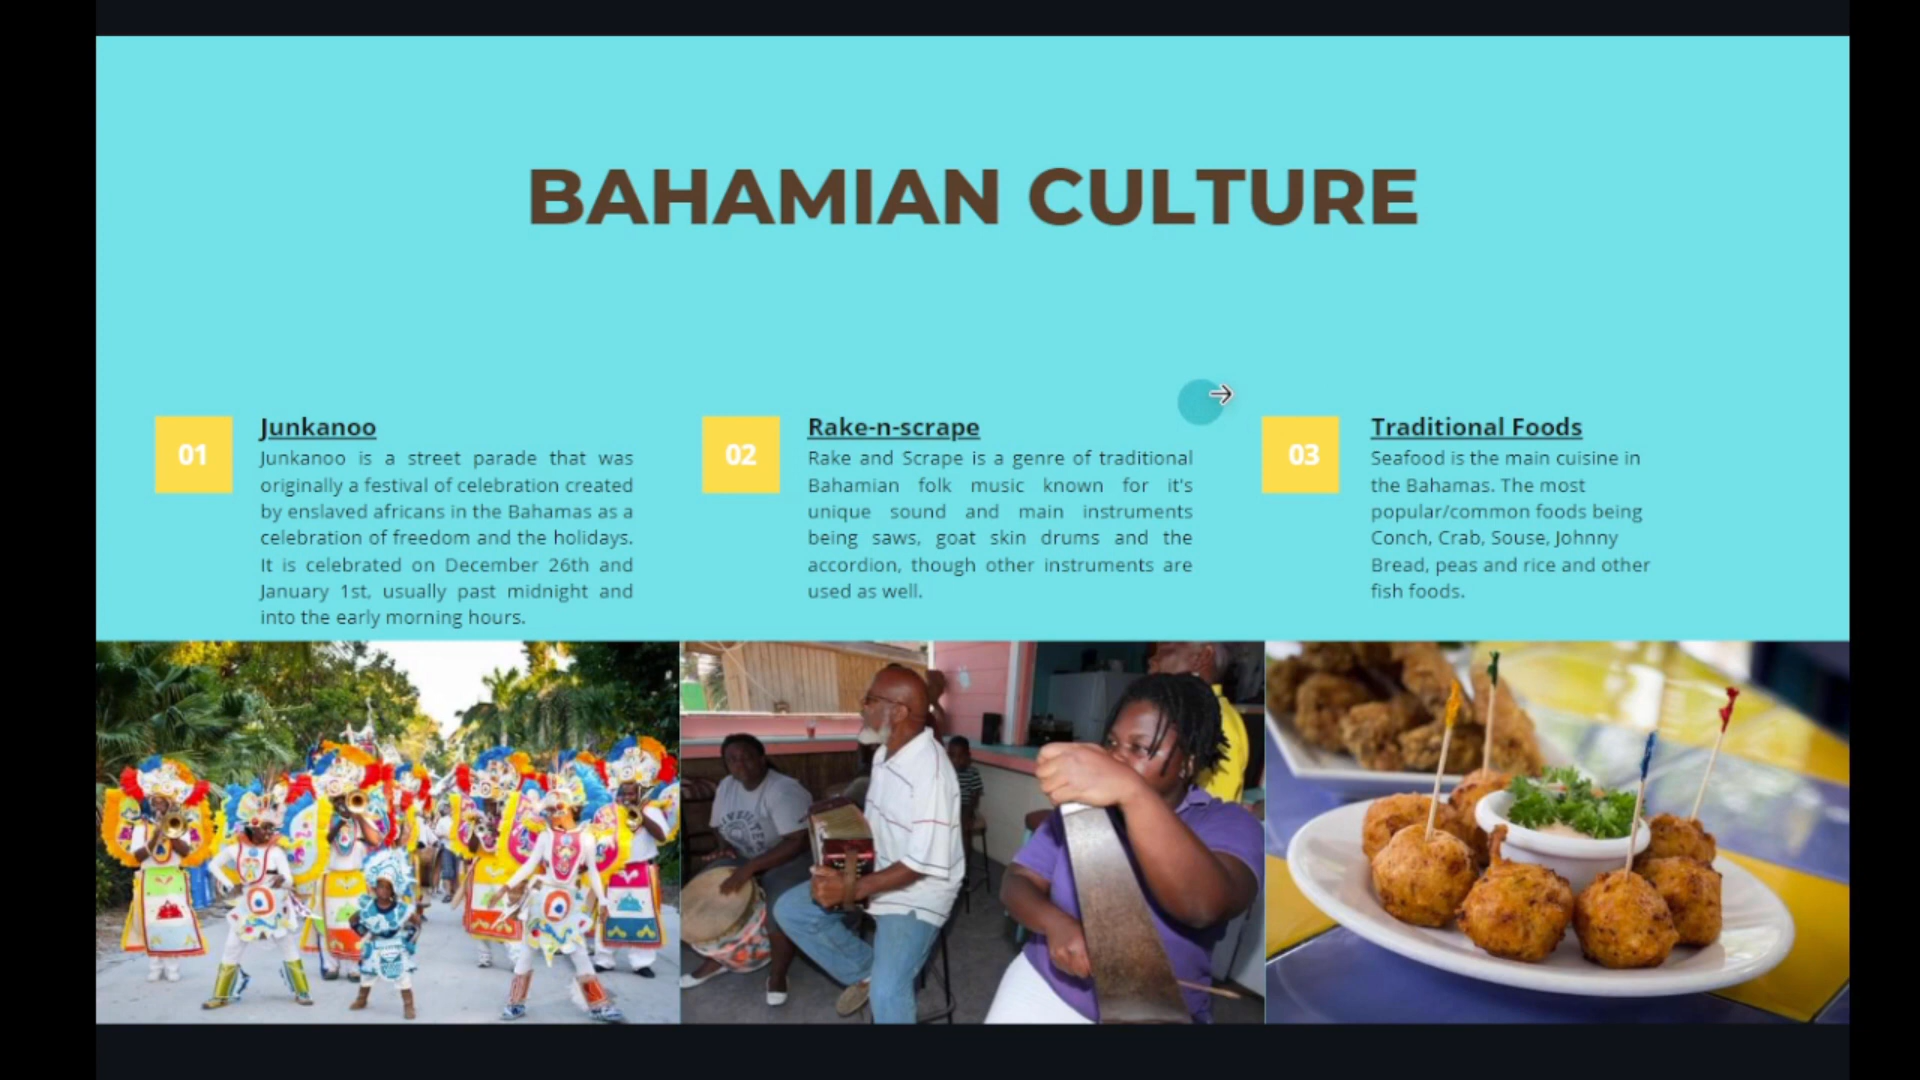 BAHAMIAN CULTURE
01
Junkanoo
Junkanoo is a street parade that was
originally a festival of celebration created
by enslaved africans in the Bahamas as a
celebration of freedom and the holidays.
It is celebrated on December 26th and
January 1st, usually past midnight and
into the early morning hours.
02
Rake-n-scrape
Rake and Scrape is a genre of traditional
Bahamian folk music known for it's
unique sound and main instruments
being saws, goat skin drums and the
accordion, though other instruments are
used as well.
03
Traditional Foods
Seafood is the main cuisine in
the Bahamas. The most
popular/common foods being
Conch, Crab, Souse, Johnny
Bread, peas and rice and other
fish foods.